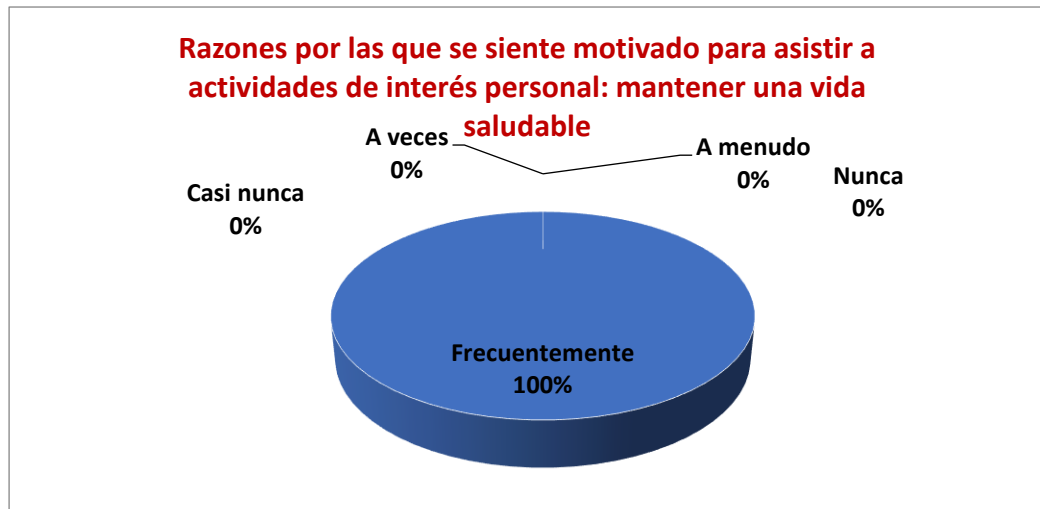 Razones por las que se siente motivado para asistir a
actividades de interés personal: mantener una vida
saludable
A veces
0%
A menudo
0%
Casi nunca
0%
Nunca
0%
Frecuentemente
100%